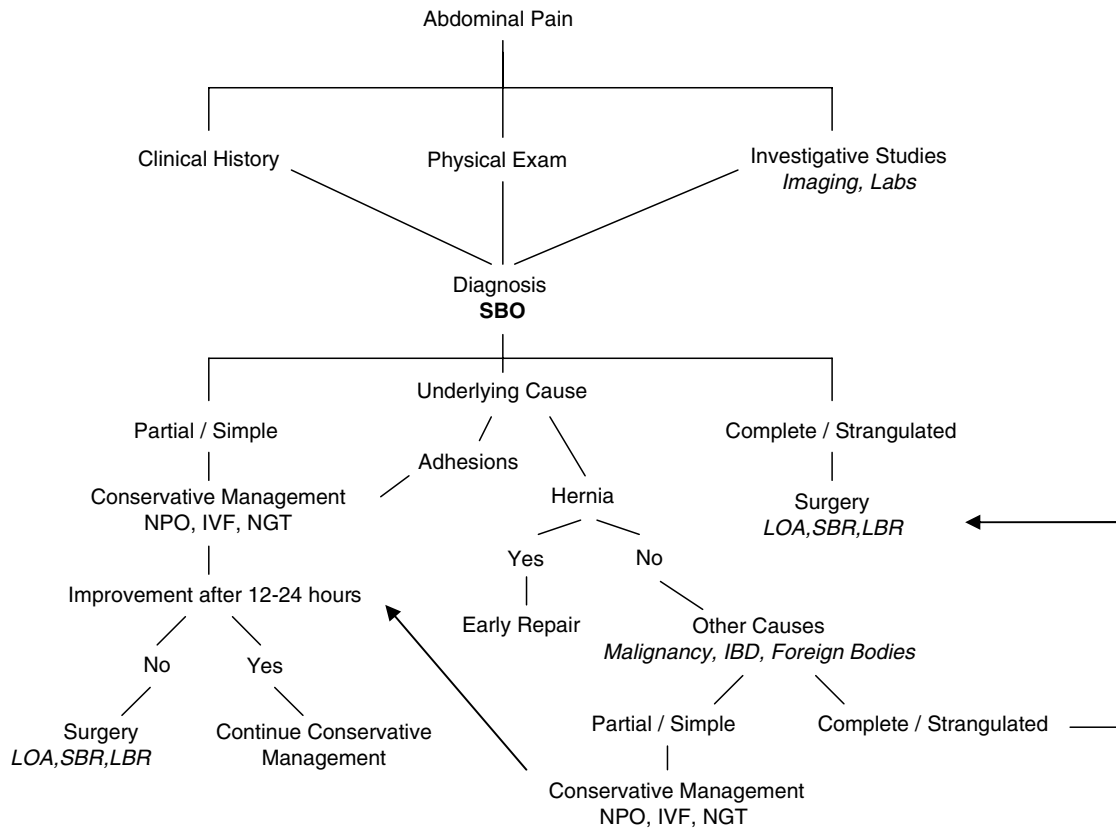 Abdominal Pain
Clinical History
Physical Exam
Investigative Studies
Imaging, Labs
Diagnosis
SBO
Underlying Cause
Partial / Simple
Complete / Strangulated
Adhesions
Conservative Management
NPO, IVF, NGT
Hernia
Surgery
LOA,SBR,LBR
Yes
No
Improvement after 12-24 hours
Early Repair
Other Causes
Malignancy, IBD, Foreign Bodies
No
Yes
Surgery
LOA,SBR,LBR
Continue Conservative
Management
Partial / Simple
Complete / Strangulated
Conservative Management
NPO, IVF, NGT